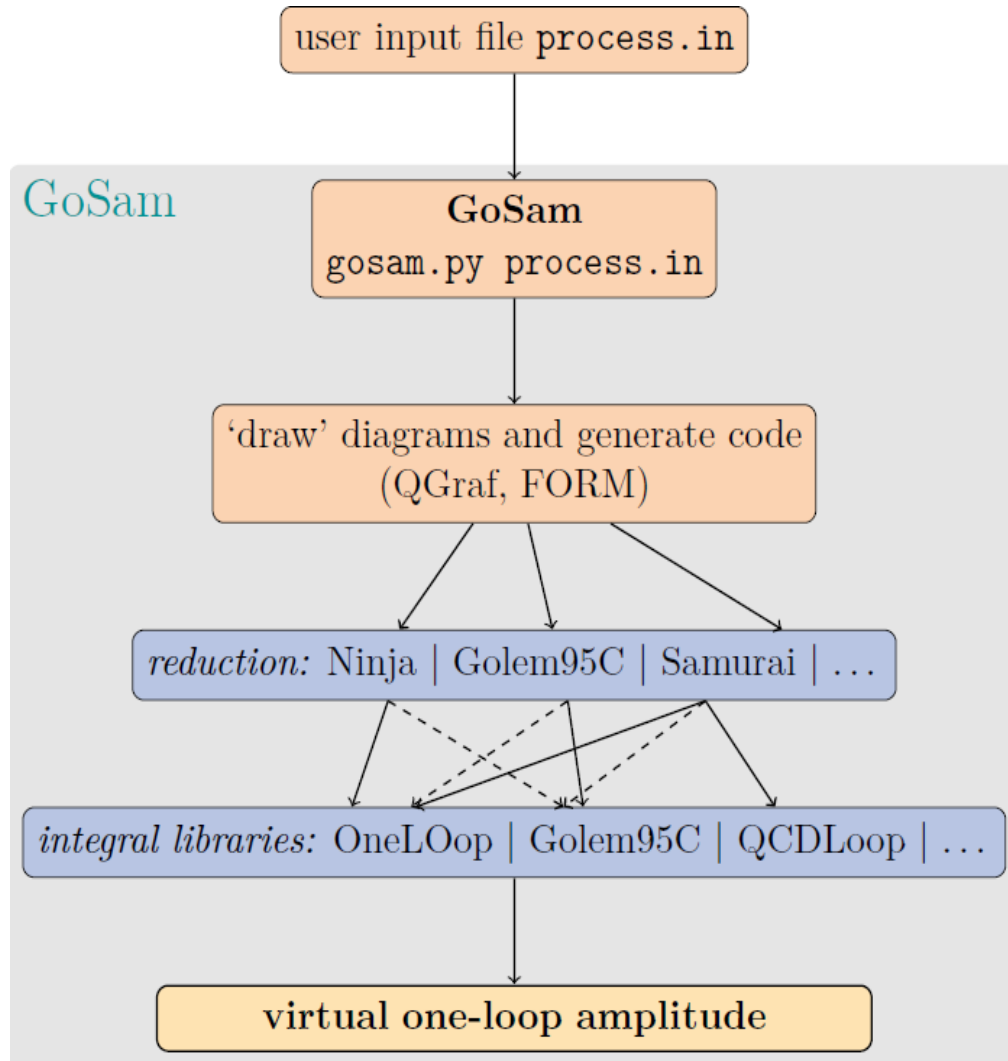 user input file process.in
GoSam
GoSam
gosam.py process.in
‘draw’ diagrams and generate code
(QGraf, FORM)
reduction: Ninja | Golem95C | Samurai | . . .
integral libraries: OneLOop | Golem95C | QCDLoop | . . .
virtual one-loop amplitude